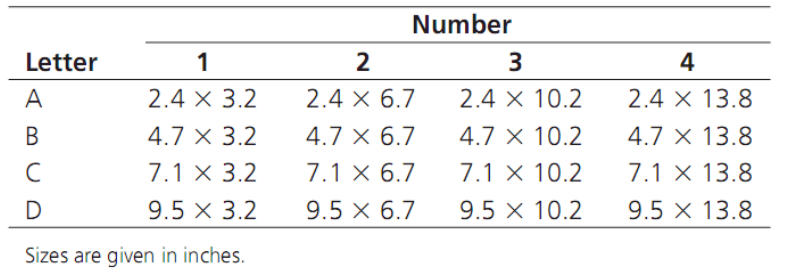 Number
Letter 1 2 3 4
A 2.4 × 3.2 2.4 × 6.7 2.4 × 10.2 2.4 × 13.8
B 4.7 × 3.2 4.7 × 6.7 4.7 × 10.2 4.7 × 13.8
C 7.1 × 3.2 7.1 × 6.7 7.1 × 10.2 7.1 × 13.8
D 9.5 × 3.2 9.5 × 6.7 9.5 × 10.2 9.5 × 13.8
Sizes are given in inches.